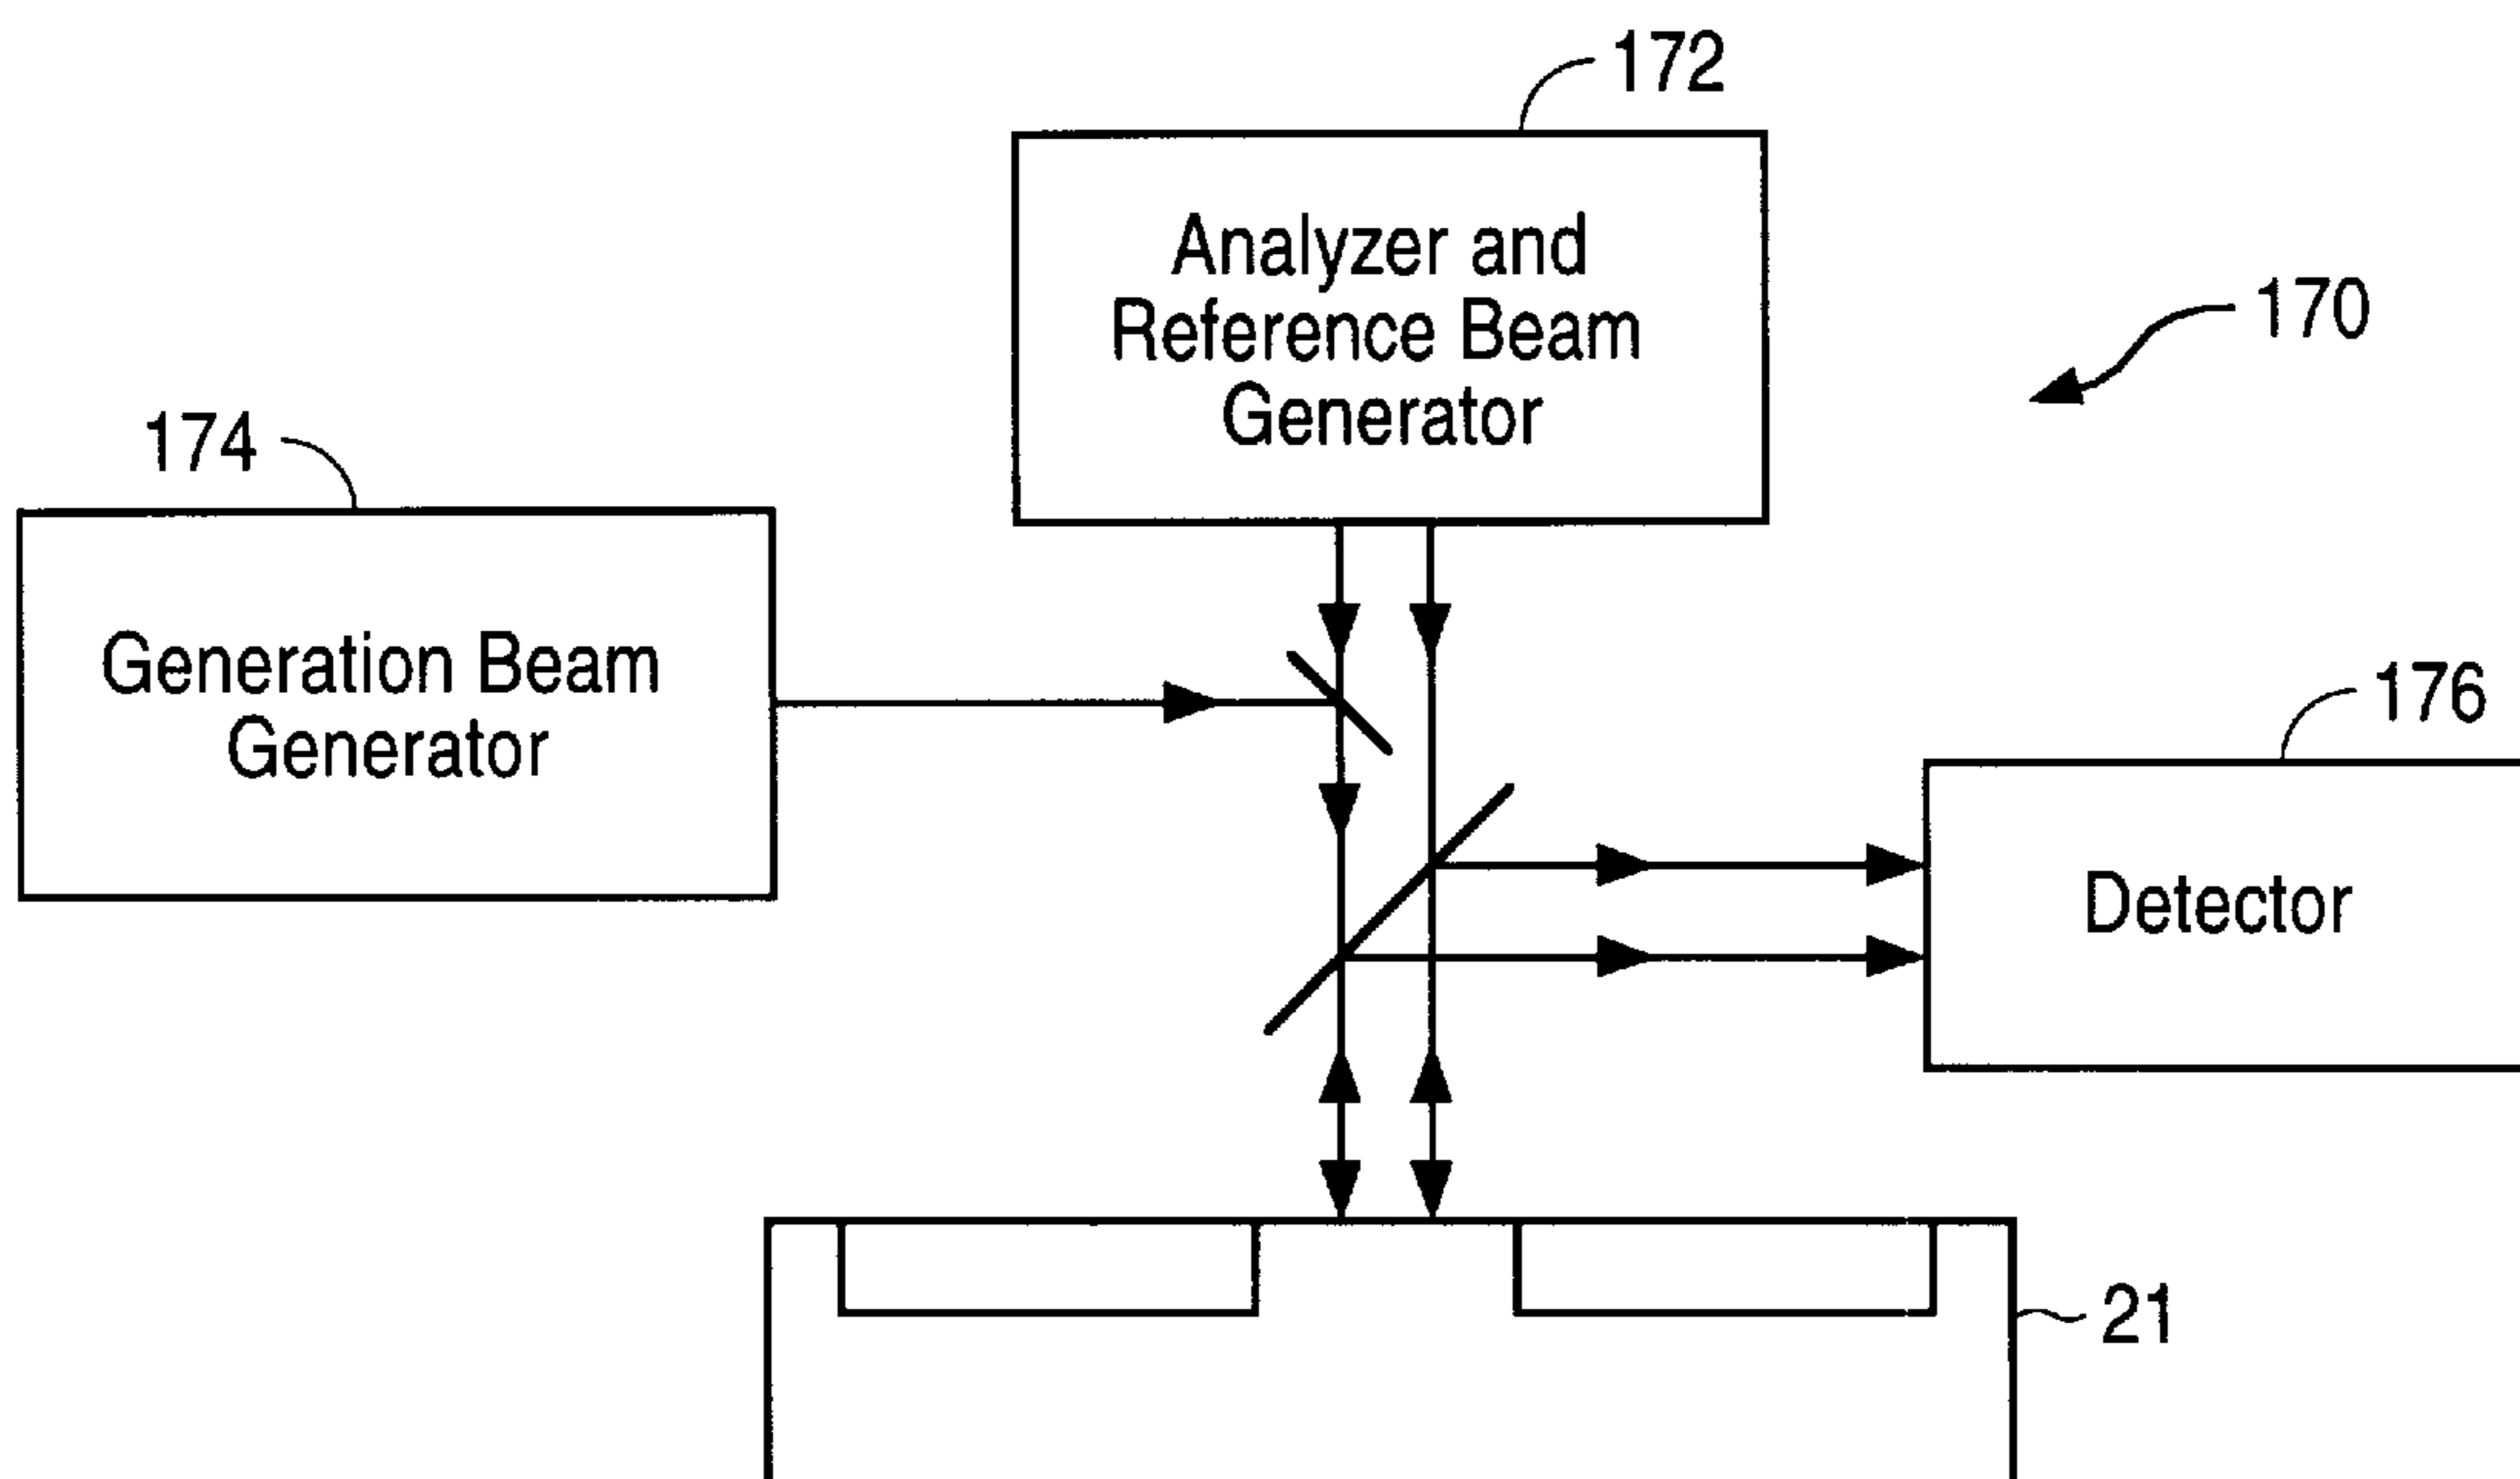 172
Analyzer and
Reference Beam
Generator
170
174
Generation Beam
Generator
176
Detector
21